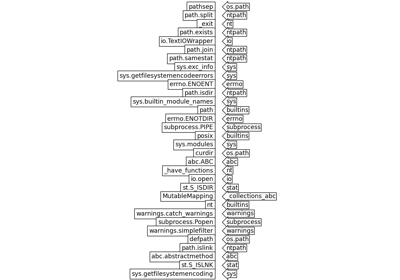 pathsep os.path
path.split ntpath
_exit nt
path.exists ntpath
io.TextIOWrapper io
path.join ntpath
path.samestat ntpath
sys.exc_info sys
sys.getfilesystemencodeerrors sys
errno.ENOENT errno
path.isdir ntpath
sys.builtin_module_names sys
path builtins
errno.ENOTDIR errno
subprocess.PIPE subprocess
posix builtins
sys.modules sys
curdir os.path
abc.ABC abc
_have_functions nt
io.open io
st.S_ISDIR stat
MutableMapping _collections_abc
nt builtins
warnings.catch_warnings warnings
subprocess.Popen subprocess
warnings.simplefilter warnings
defpath os.path
path.islink ntpath
abc.abstractmethod abc
st.S_ISLNK stat
sys.getfilesystemencoding sys